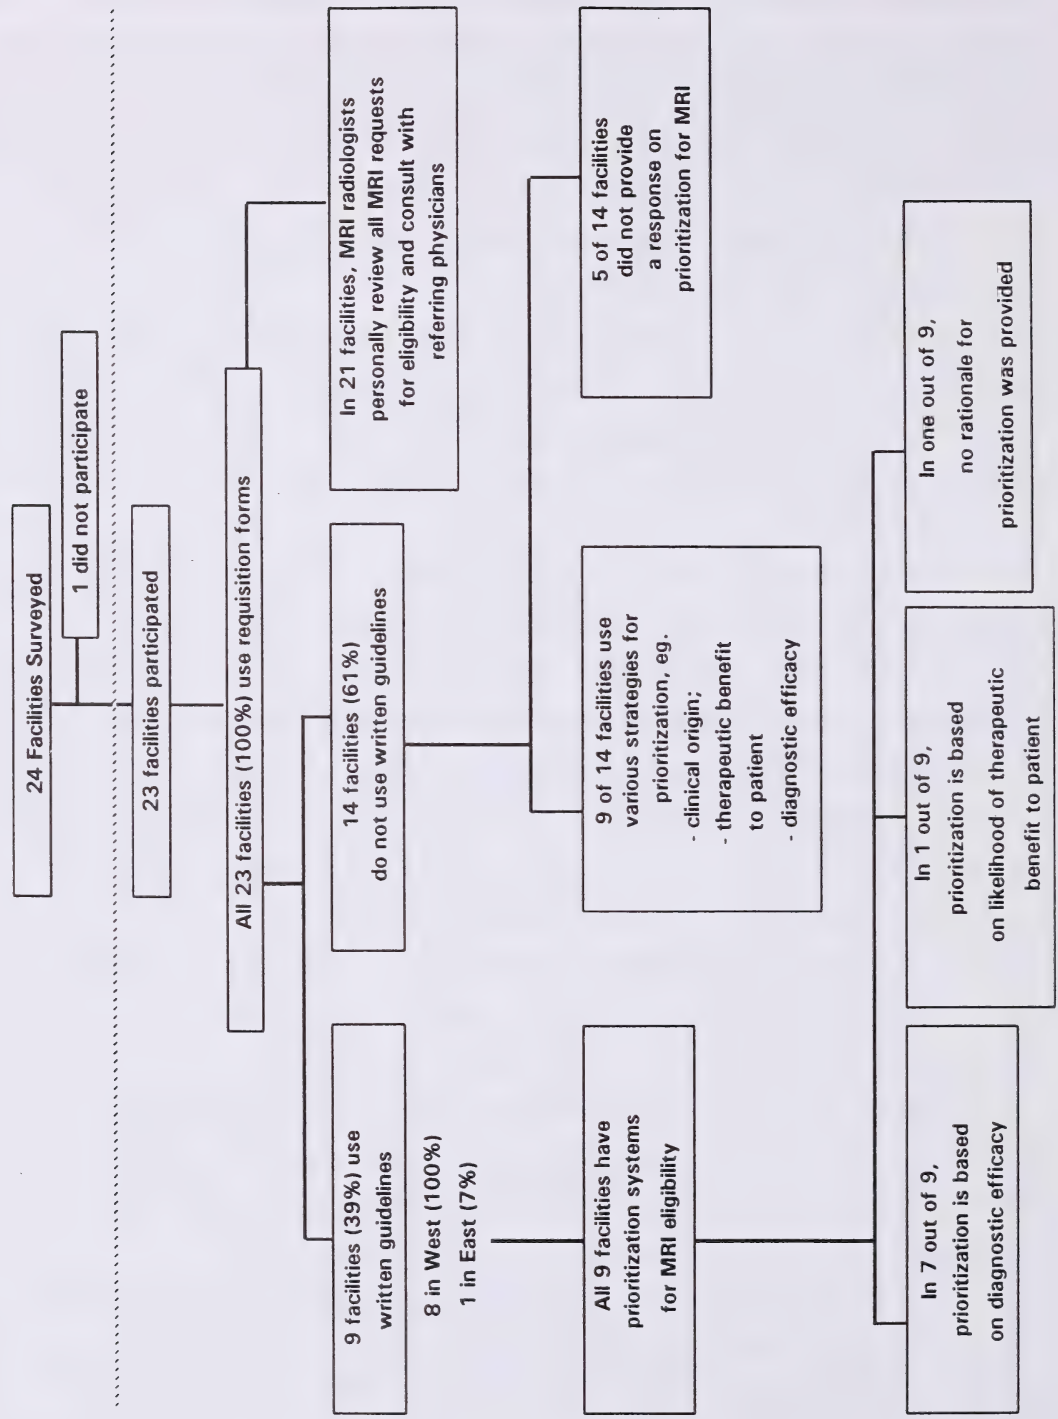 24 Facilities Surveyed
1 did not participate
23 facilities participated
All 23 facilities (100%) use requisition forms
9 facilities (39%) use
written guidelines
8 in West (100%)
1 in East (7%)
14 facilities (61%)
do not use written guidelines
In 21 facilities, MRI radiologists
personally review all MRI requests
for eligibility and consult with
referring physicians
All 9 facilities have
prioritization systems
for MRI eligibility
9 of 14 facilities use
various strategies for
prioritization, eg.
- clinical origin;
- therapeutic benefit
to patient
- diagnostic efficacy
5 of 14 facilities
did not provide
a response on
prioritization for MRI
In 7 out of 9,
prioritization is based
on diagnostic efficacy
In 1 out of 9,
prioritization is based
on likelihood of therapeutic
benefit to patient
In one out of 9,
no rationale for
prioritization was provided